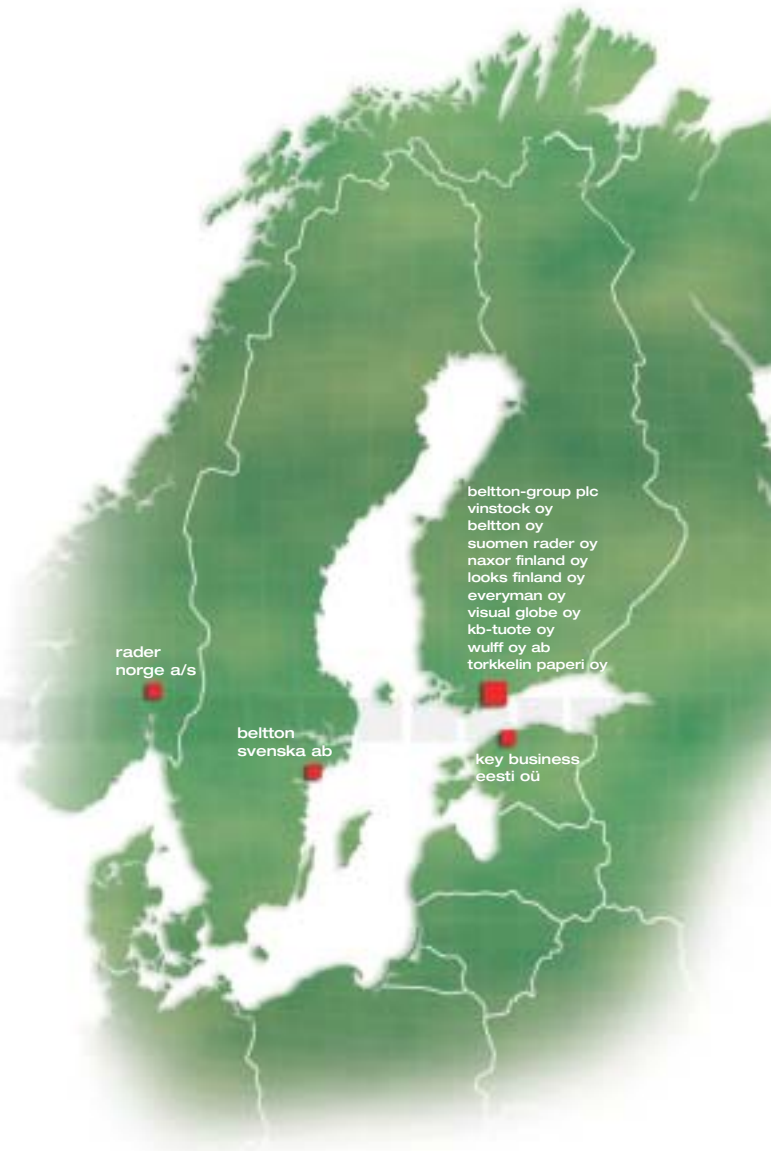 beltton-group plc
vinstock oy
beltton oy
suomen rader oy
naxor finland oy
looks finland oy
everyman oy
visual globe oy
kb-tuote oy
wulff oy ab
torkkelin paperi oy
rader
norge a/s
beltton
svenska ab
key business
eesti oü